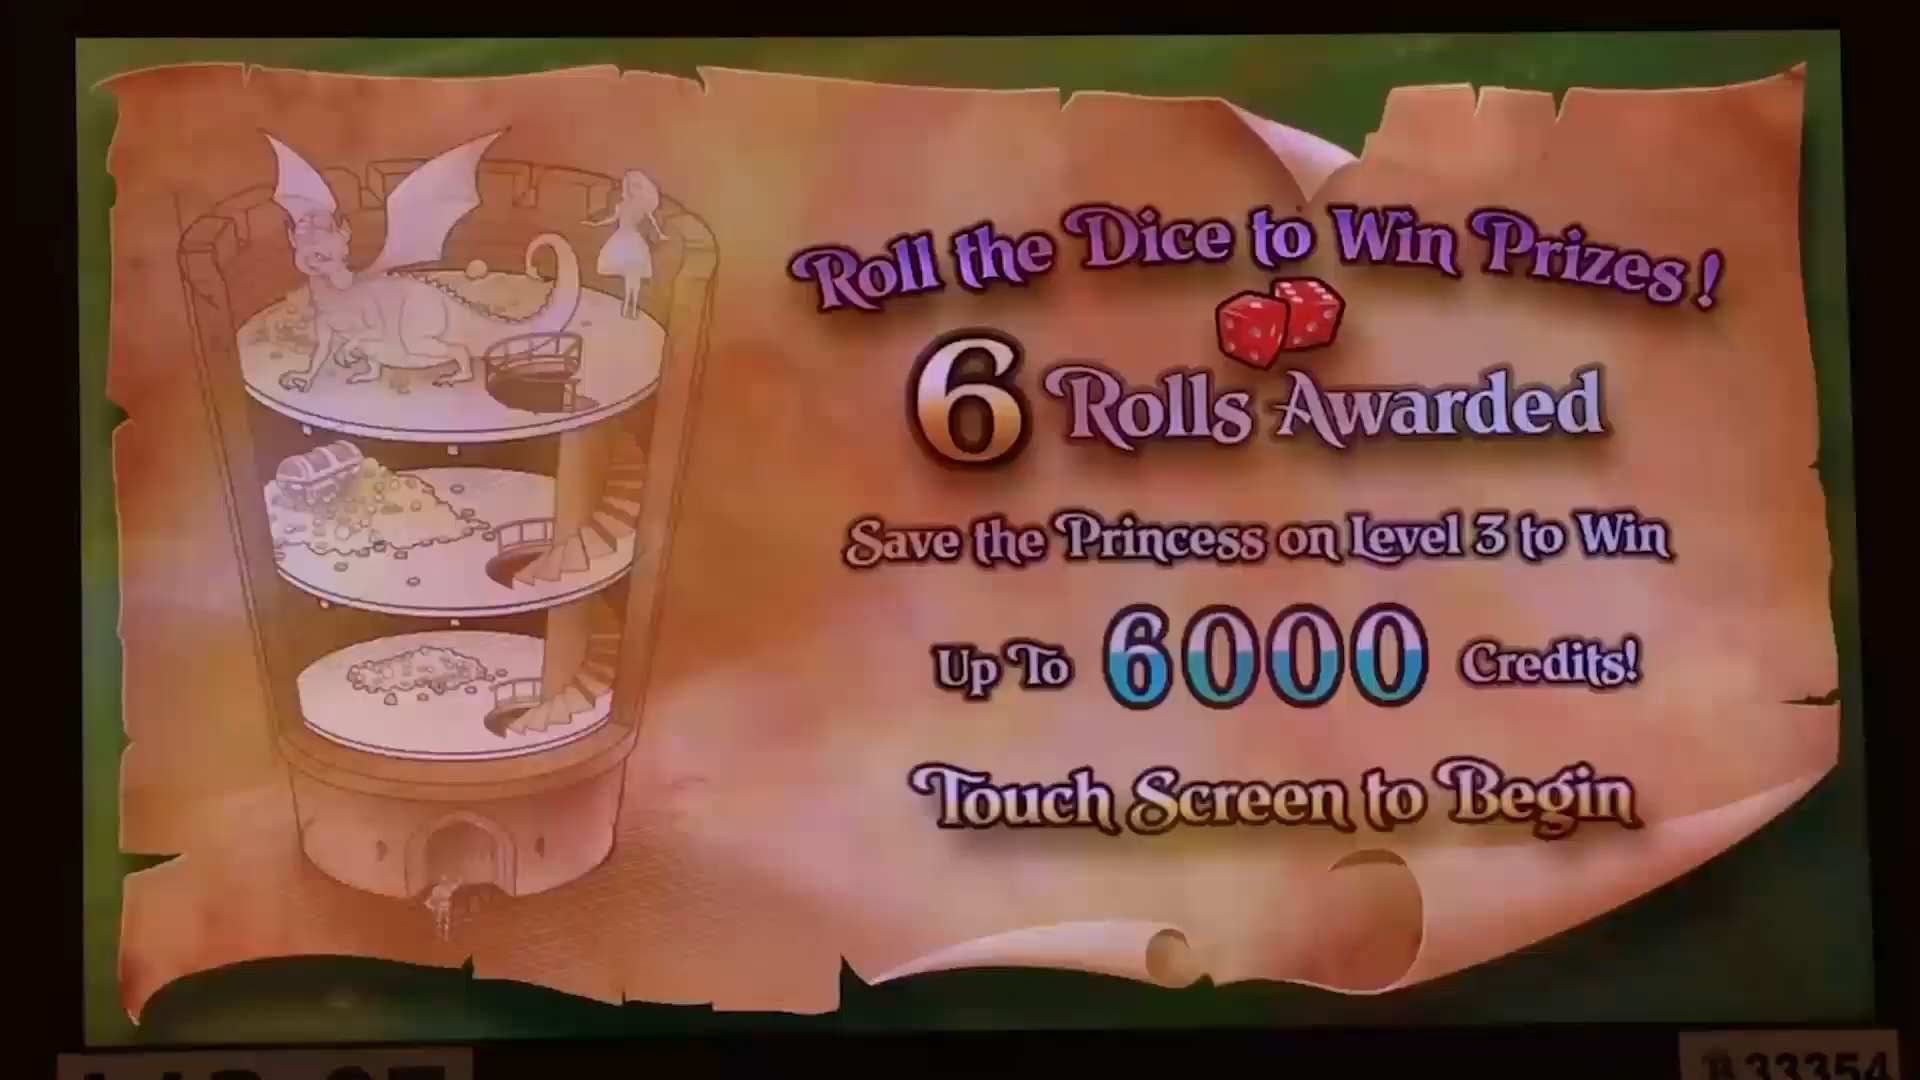 Roll the Dice to Win Prizes!
6 Rolls Awarded
Save the Princess on Level 3 to Win
Up To 6000 Credits!
Touch Screen to Begin
33354